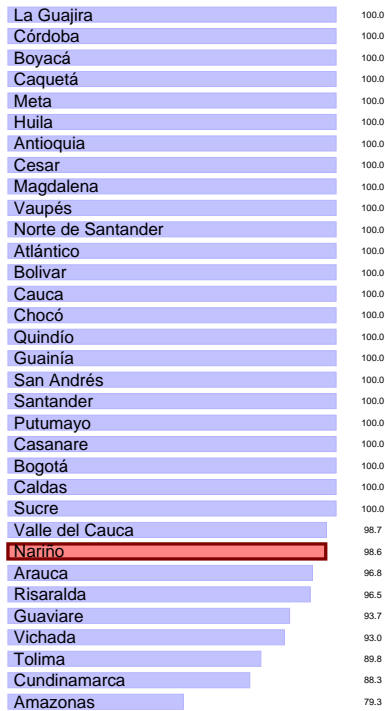 La Guajira 100.0
Córdoba 100.0
Boyacá 100.0
Caquetá 100.0
Meta 100.0
Huila 100.0
Antioquia 100.0
Cesar 100.0
Magdalena 100.0
Vaupés 100.0
Norte de Santander 100.0
Atlántico 100.0
Bolivar 100.0
Cauca 100.0
Chocó 100.0
Quindío 100.0
Guainía 100.0
San Andrés 100.0
Santander 100.0
Putumayo 100.0
Casanare 100.0
Bogotá 100.0
Caldas 100.0
Sucre 100.0
Valle del Cauca 98.7
Nariño 98.6
Arauca 96.8
Risaralda 96.5
Guaviare 93.7
Vichada 93.0
Tolima 89.8
Cundinamarca 88.3
Amazonas 79.3